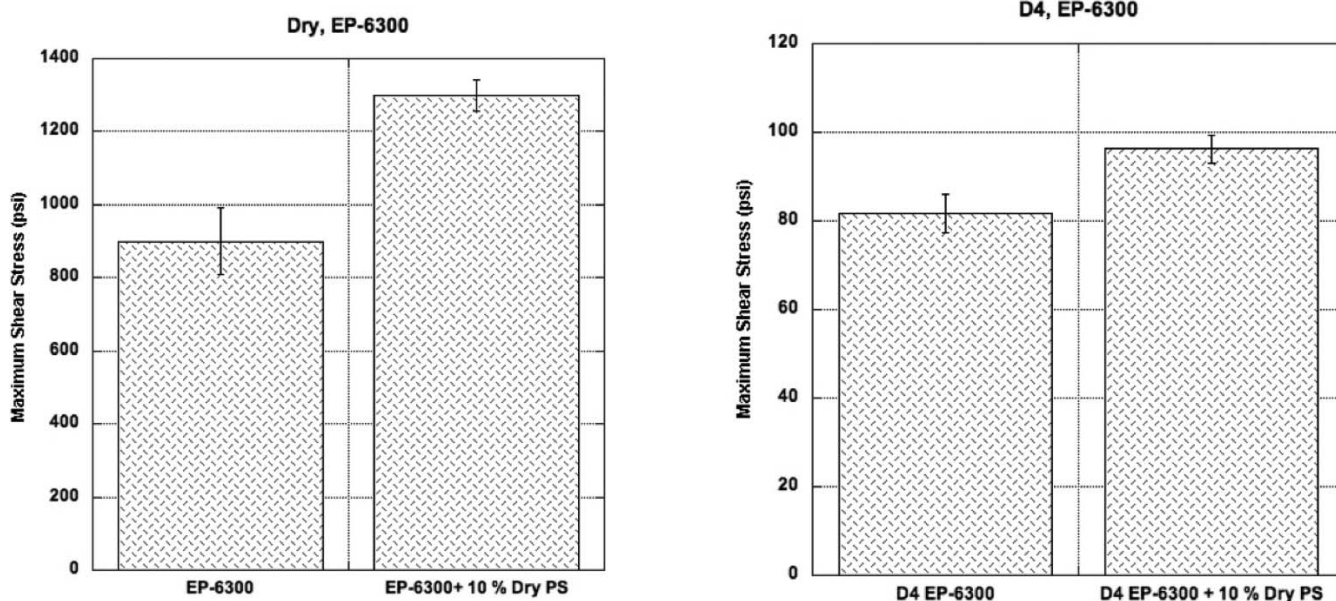 Dry, EP-6300
Maximum Shear Stress (psi)
1400
1200
1000
800
600
400
200
0
EP-6300
EP-6300+ 10 % Dry PS
D4, EP-6300
Maximum Shear Stress (psi)
120
100
80
60
40
20
0
D4 EP-6300
D4 EP-6300 + 10 % Dry PS